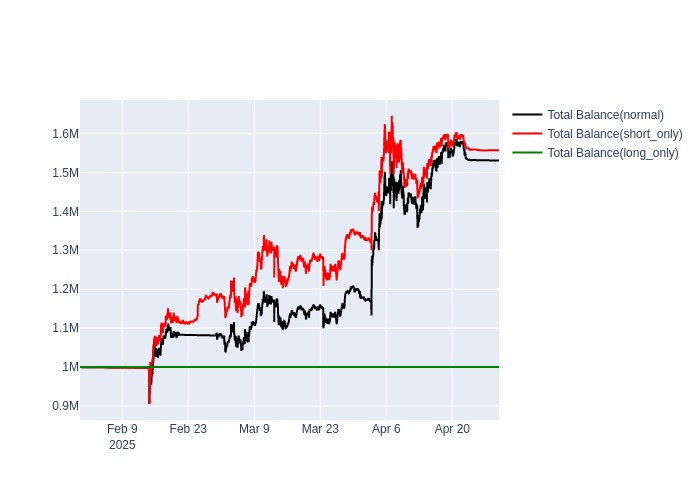 Total Balance(normal)
Total Balance(short_only)
Total Balance(long_only)
1.6M
1.5M
1.4M
1.3M
1.2M
1.1M
1M
0.9M
Feb 9
2025
Feb 23
Mar 9
Mar 23
Apr 6
Apr 20